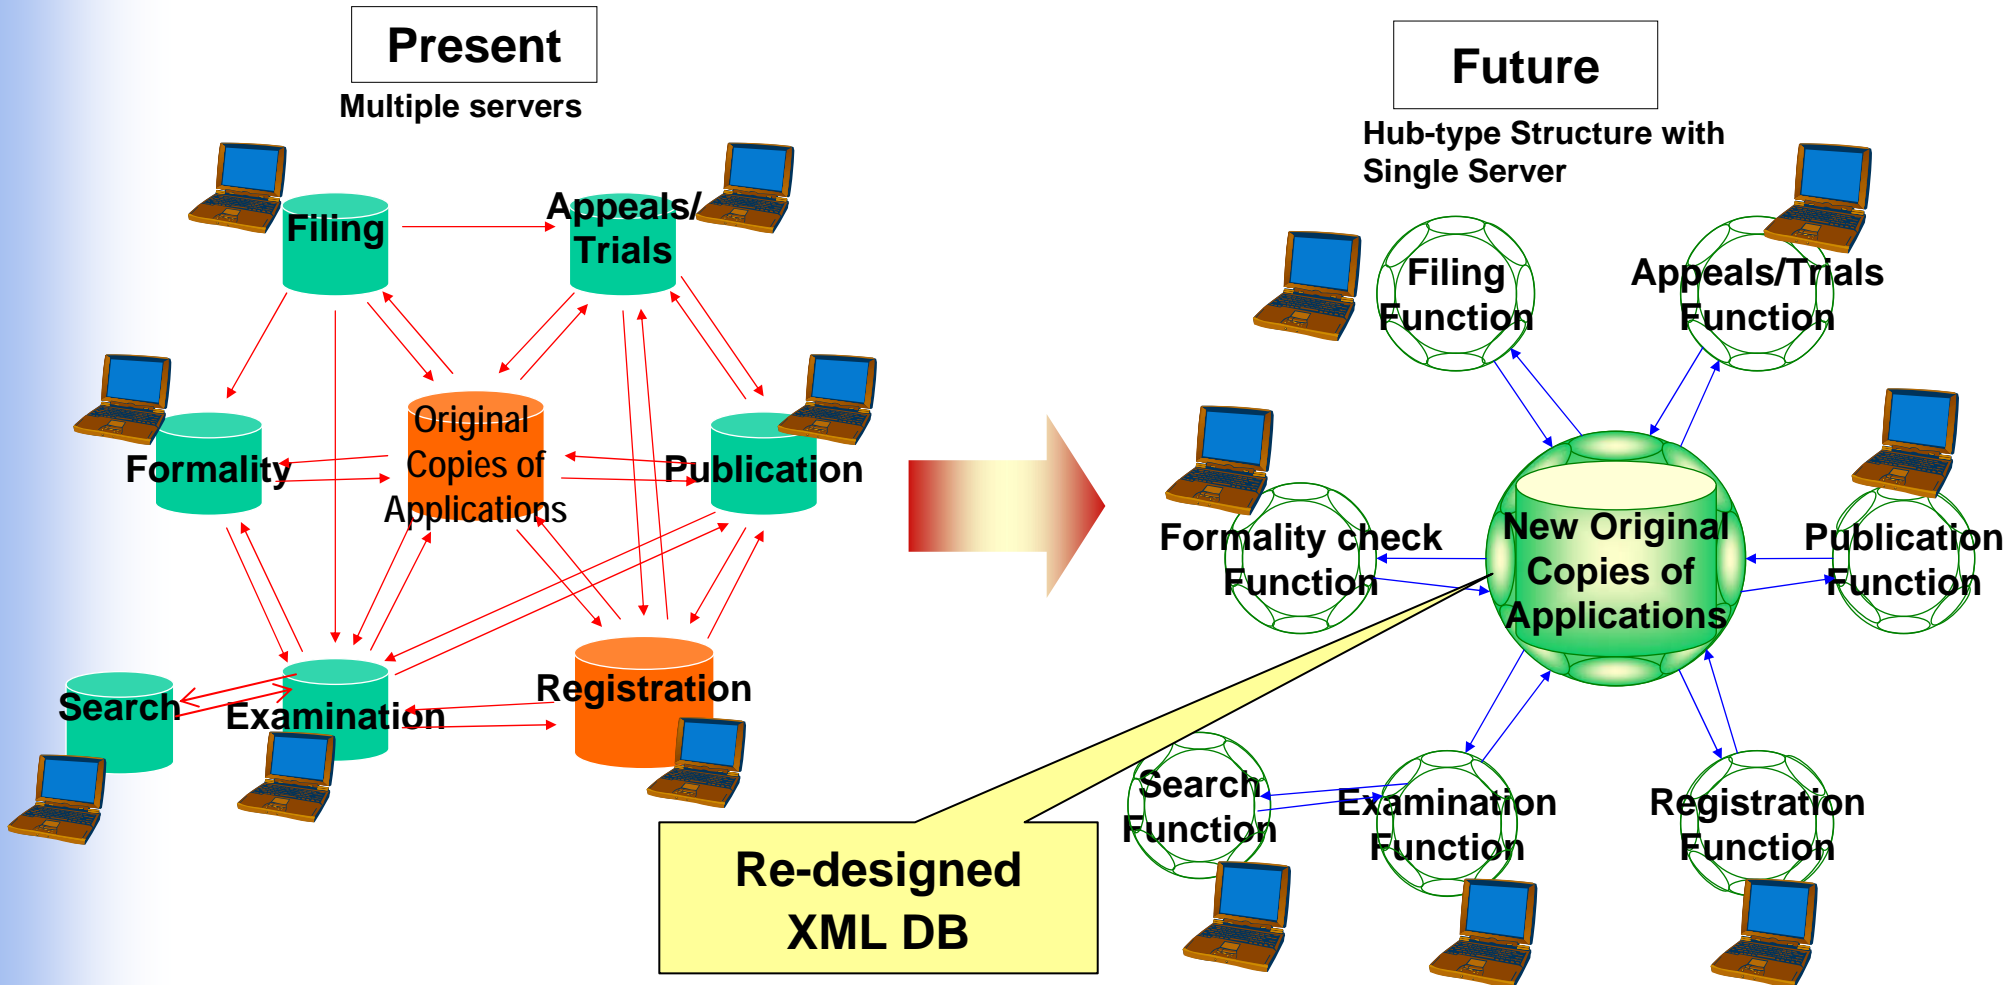 Present
Multiple servers
Filing
Appeals/
Trials
Formality
Original
Copies of
Applications
Publication
Search
Examination
Registration
Future
Hub-type Structure with
Single Server
Filing
Function
Appeals/Trials
Function
Formality check
Function
New Original
Copies of
Applications
Publication
Function
Search
Function
Examination
Function
Registration
Function
Re-designed
XML DB